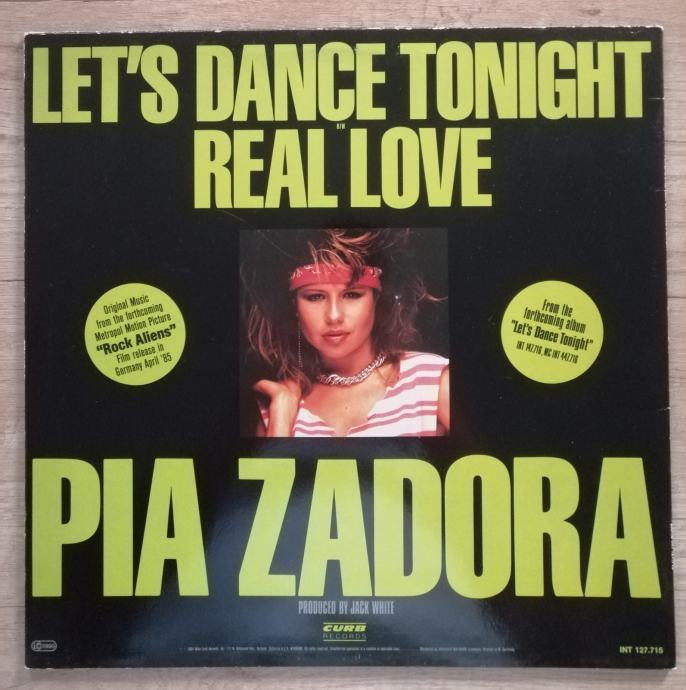 LET'S DANCE TONIGHT
B/W
REAL LOVE
Original Music
from the forthcoming
Metropol Motion Picture
"Rock Aliens"
Film release in
Germany April '85
From the
forthcoming album
"Let's Dance Tonight"
INT 147.716, MC INT 447.716
PIA ZADORA
PRODUCED BY JACK WHITE
CURB
RECORDS
INT 127.715